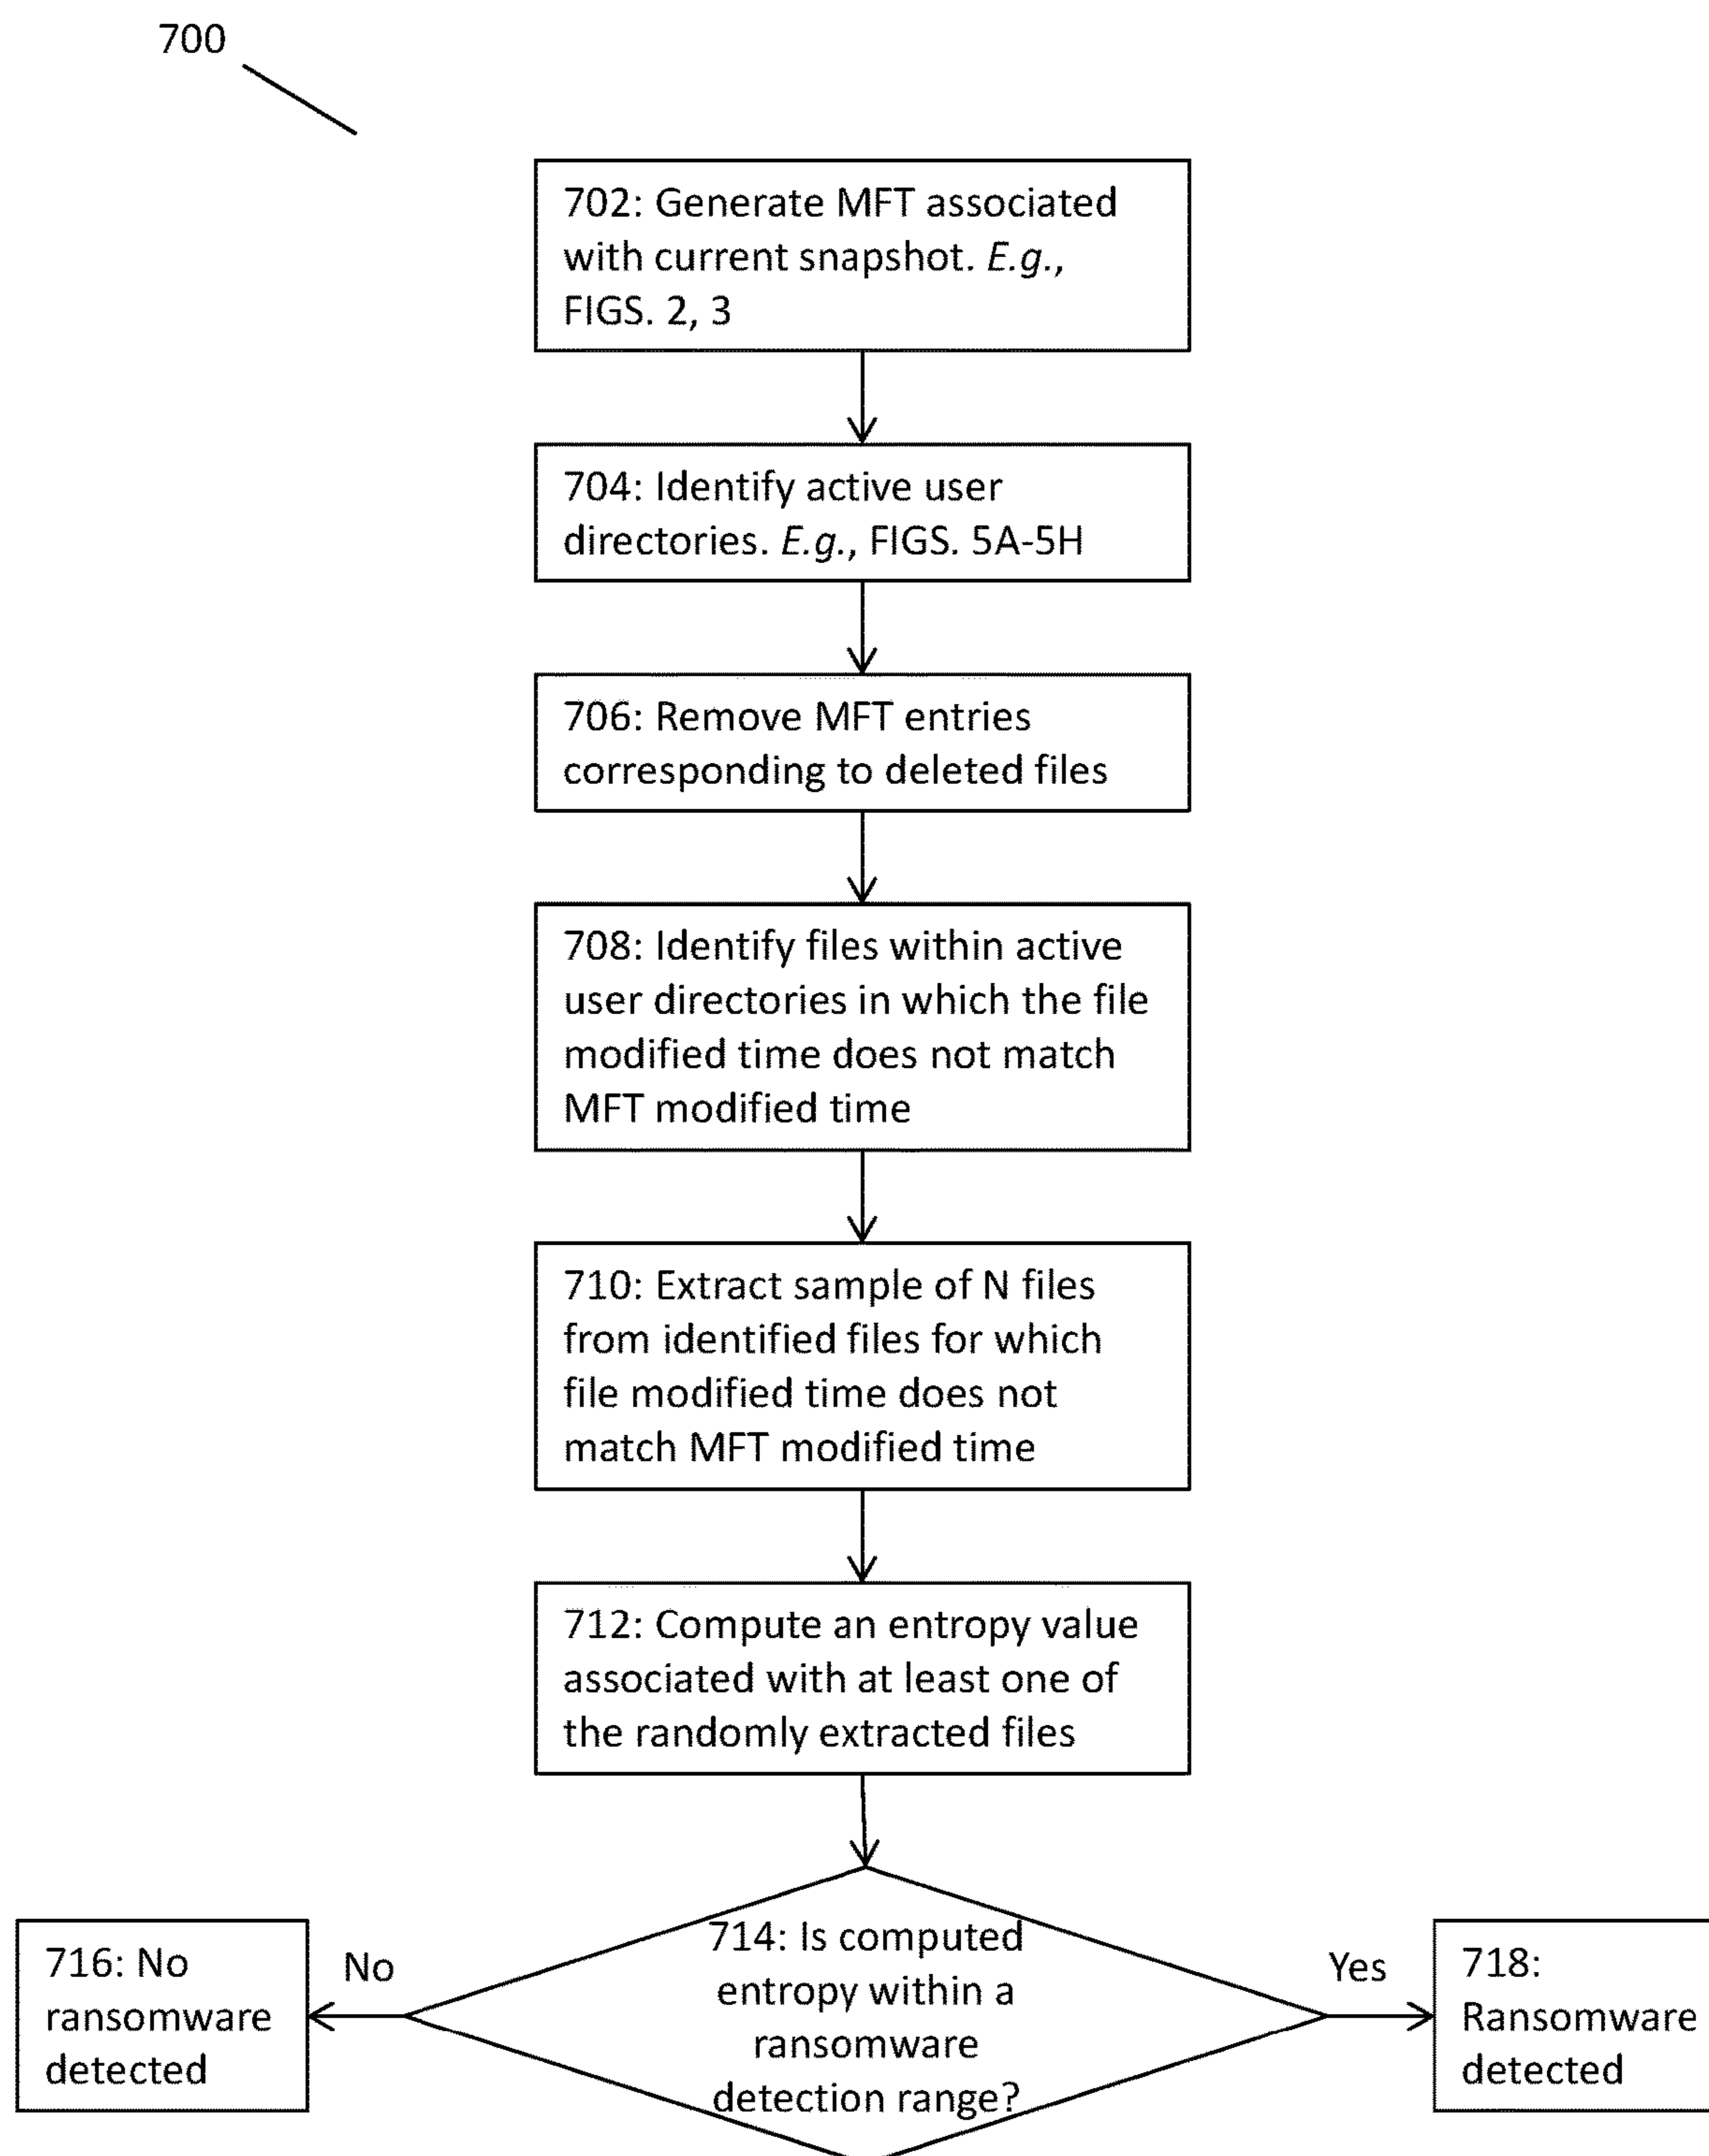 700
702: Generate MFT associated
with current snapshot. E.g.,
FIGS. 2, 3
704: Identify active user
directories. E.g., FIGS. 5A-5H
706: Remove MFT entries
corresponding to deleted files
708: Identify files within active
user directories in which the file
modified time does not match
MFT modified time
710: Extract sample of N files
from identified files for which
file modified time does not
match MFT modified time
712: Compute an entropy value
associated with at least one of
the randomly extracted files
714: Is computed
entropy within a
ransomware
detection range?
No
716: No
ransomware
detected
Yes
718:
Ransomware
detected